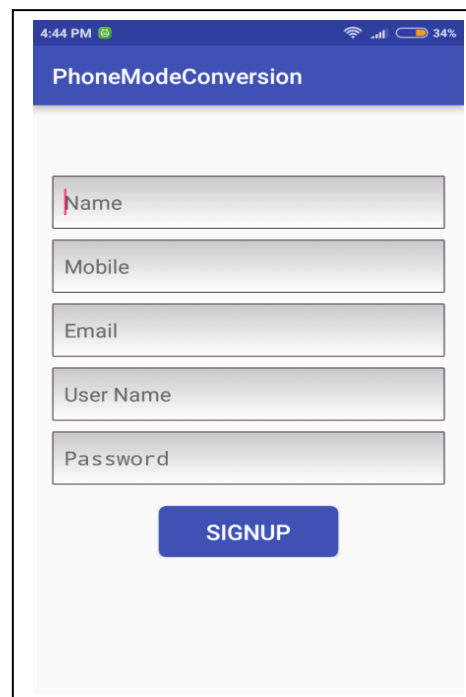 4:44 PM 34%
PhoneModeConversion
Name
Mobile
Email
User Name
Password
SIGNUP